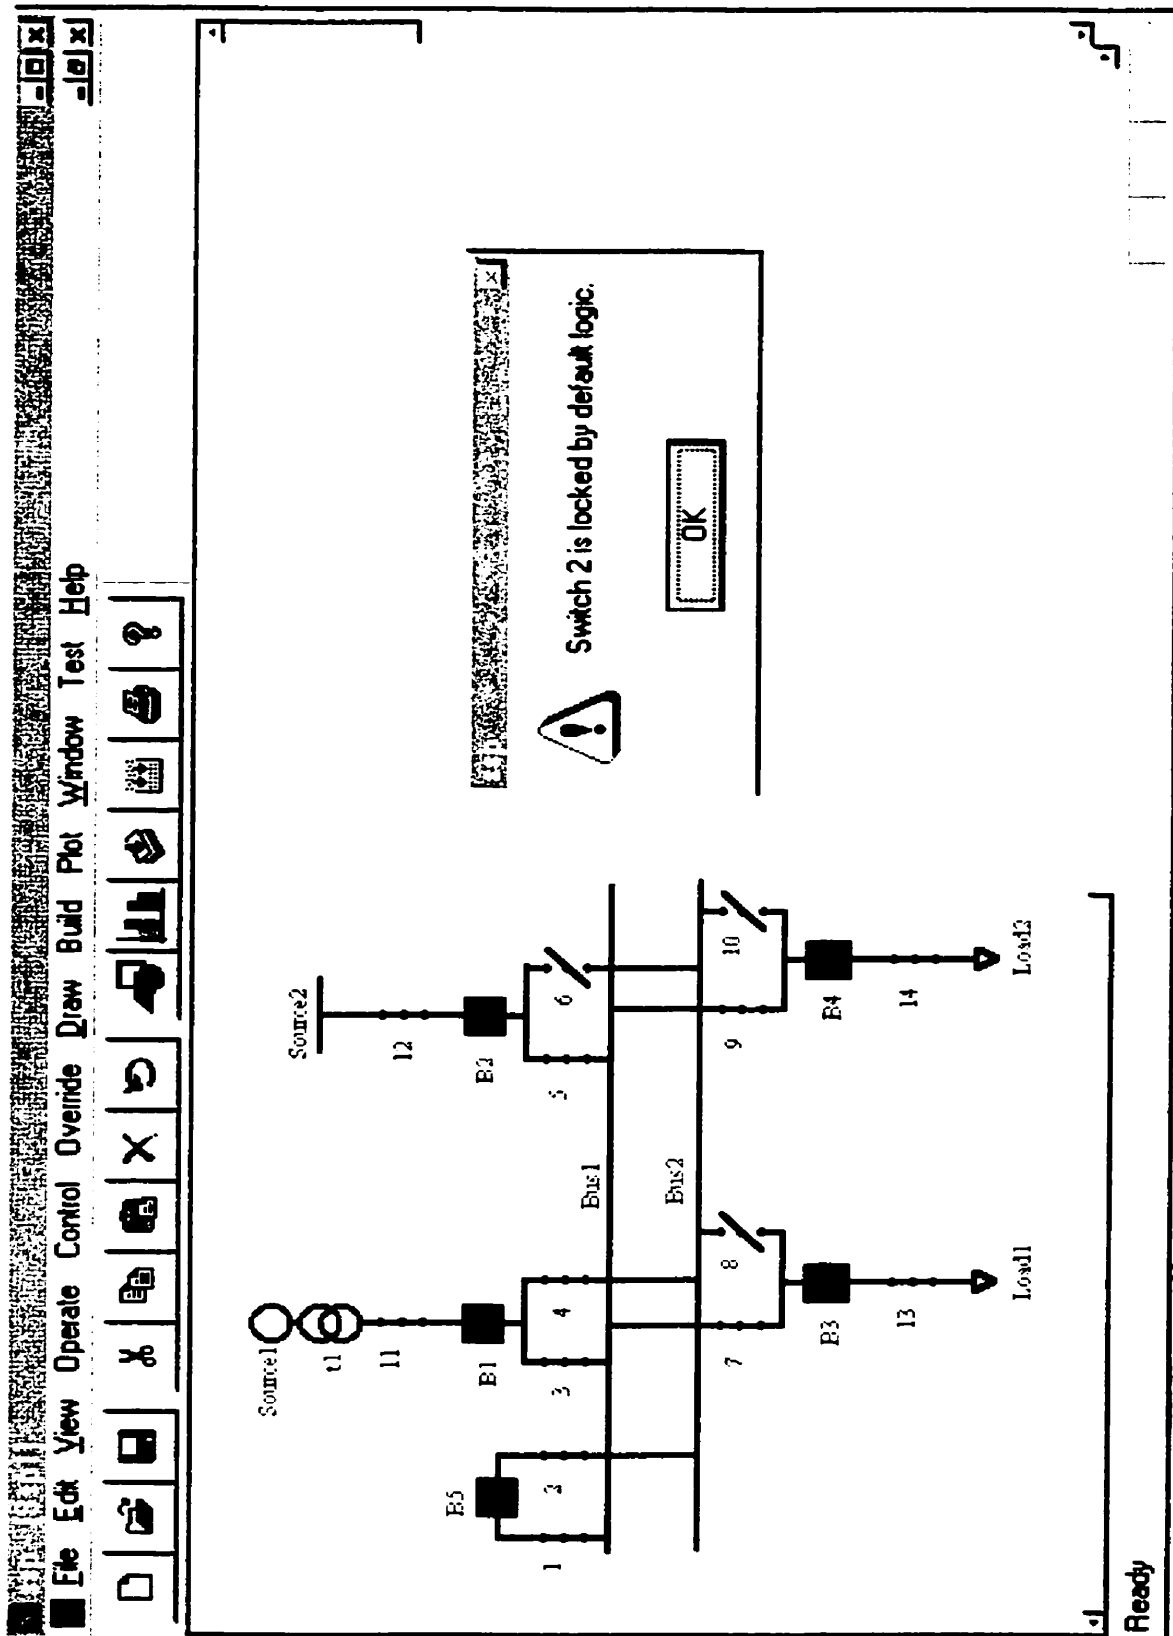 File Edit View Operate Control Override Draw Build Plot Window Test Help
Source1
Source2
t1
11
12
B5
B1
B2
1
2
3
4
5
6
Bus1
Bus2
7
8
9
10
B3
B4
13
14
Load1
Load2
Switch 2 is locked by default logic.
OK
Ready